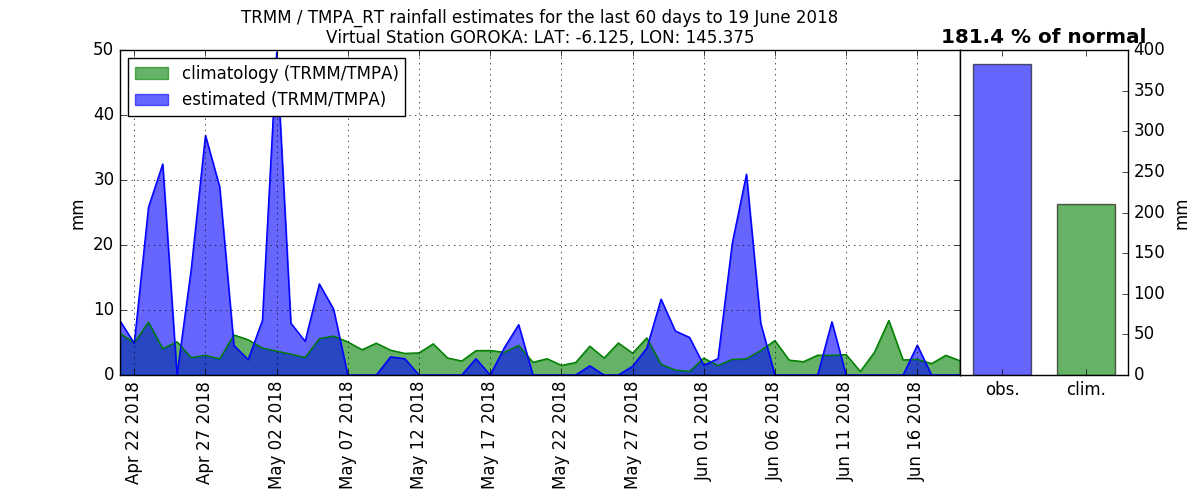 TRMM / TMPA_RT rainfall estimates for the last 60 days to 19 June 2018
Virtual Station GOROKA: LAT: -6.125, LON: 145.375
181.4 % of normal
climatology (TRMM/TMPA)
estimated (TRMM/TMPA)
50
40
30
20
10
0
mm
Apr 22 2018
Apr 27 2018
May 02 2018
May 07 2018
May 12 2018
May 17 2018
May 22 2018
May 27 2018
Jun 01 2018
Jun 06 2018
Jun 11 2018
Jun 16 2018
obs.
clim.
400
350
300
250
200
150
100
50
0
mm